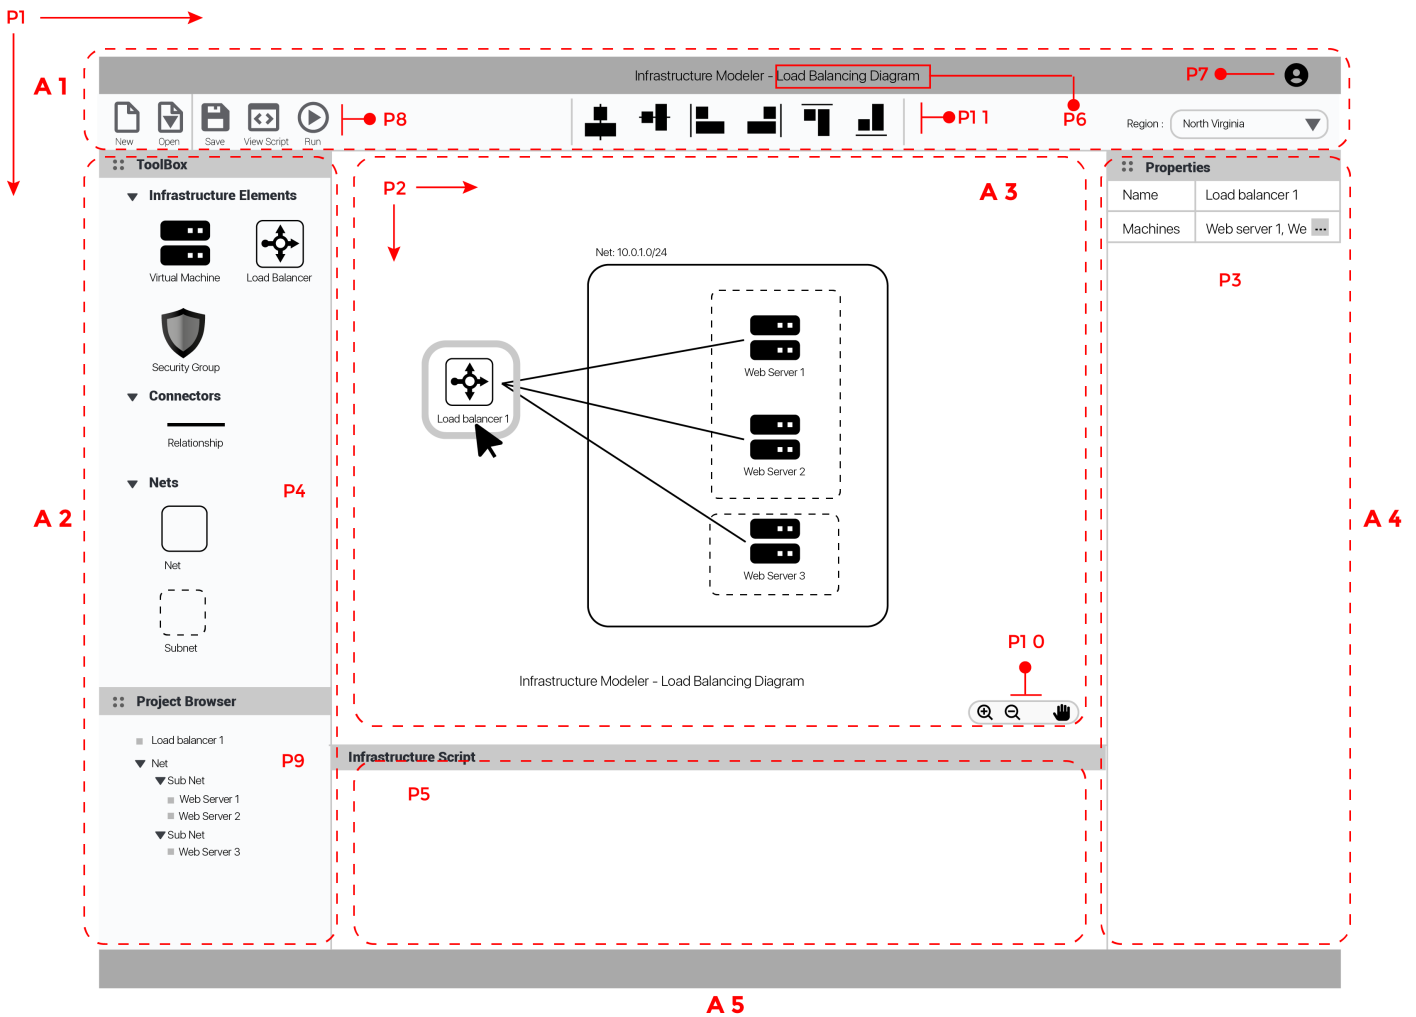 P1
A 1
Infrastructure Modeler - Load Balancing Diagram
P7
New
Open
Save
View Script
Run
P8
P1 1
P6
Region :
North Virginia
ToolBox
Infrastructure Elements
Virtual Machine
Load Balancer
Security Group
Connectors
Relationship
Nets
P4
Net
Subnet
A 2
Project Browser
Load balancer 1
P9
Net
Sub Net
Web Server 1
Web Server 2
Sub Net
Web Server 3
P2
A 3
Net: 10.0.1.0/24
Load balancer 1
Web Server 1
Web Server 2
Web Server 3
P1 0
Infrastructure Modeler - Load Balancing Diagram
Infrastructure Script
P5
Properties
Name
Load balancer 1
Machines
Web server 1, We ...
P3
A 4
A 5